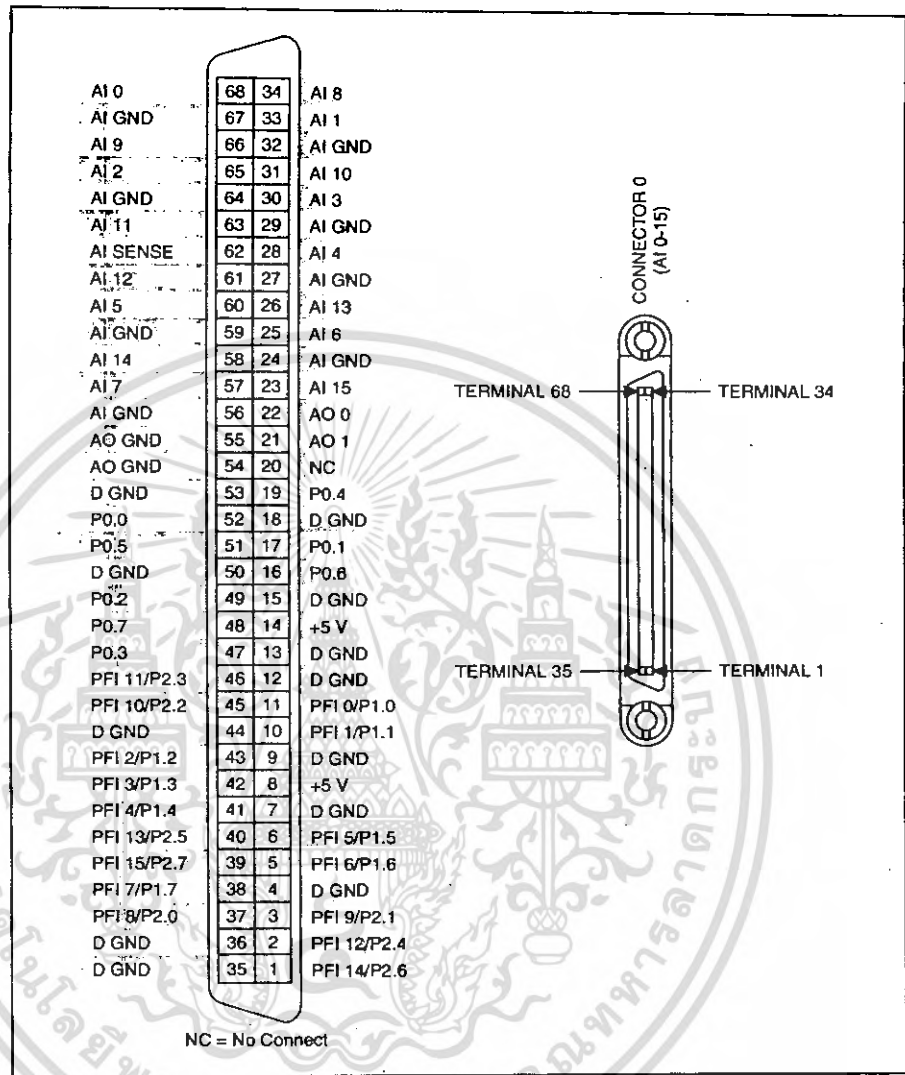 AI 0 68 34 AI 8
AI GND 67 33 AI 1
AI 9 66 32 AI GND
AI 2 65 31 AI 10
AI GND 64 30 AI 3
AI 11 63 29 AI GND
AI SENSE 62 28 AI 4
AI 12 61 27 AI GND
AI 5 60 26 AI 13
AI GND 59 25 AI 6
AI 14 58 24 AI GND
AI 7 57 23 AI 15
AI GND 56 22 AO 0
AO GND 55 21 AO 1
AO GND 54 20 NC
D GND 53 19 P0.4
P0.0 52 18 D GND
P0.5 51 17 P0.1
D GND 50 16 P0.6
P0.2 49 15 D GND
P0.7 48 14 +5 V
P0.3 47 13 D GND
PFI 11/P2.3 46 12 D GND
PFI 10/P2.2 45 11 PFI 0/P1.0
D GND 44 10 PFI 1/P1.1
PFI 2/P1.2 43 9 D GND
PFI 3/P1.3 42 8 +5 V
PFI 4/P1.4 41 7 D GND
PFI 13/P2.5 40 6 PFI 5/P1.5
PFI 15/P2.7 39 5 PFI 6/P1.6
PFI 7/P1.7 38 4 D GND
PFI 8/P2.0 37 3 PFI 9/P2.1
D GND 36 2 PFI 12/P2.4
D GND 35 1 PFI 14/P2.6
NC = No Connect
CONNECTOR 0
(AI 0-15)
TERMINAL 68 TERMINAL 34
TERMINAL 35 TERMINAL 1